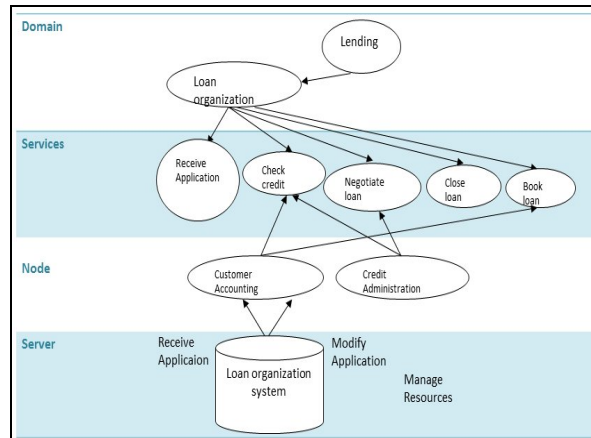 Domain
Lending
Loan
organization
Services
Receive
Application
Check
credit
Negotiate
loan
Close
loan
Book
loan
Node
Customer
Accounting
Credit
Administration
Server
Receive
Applicaion
Modify
Application
Loan organization
system
Manage
Resources